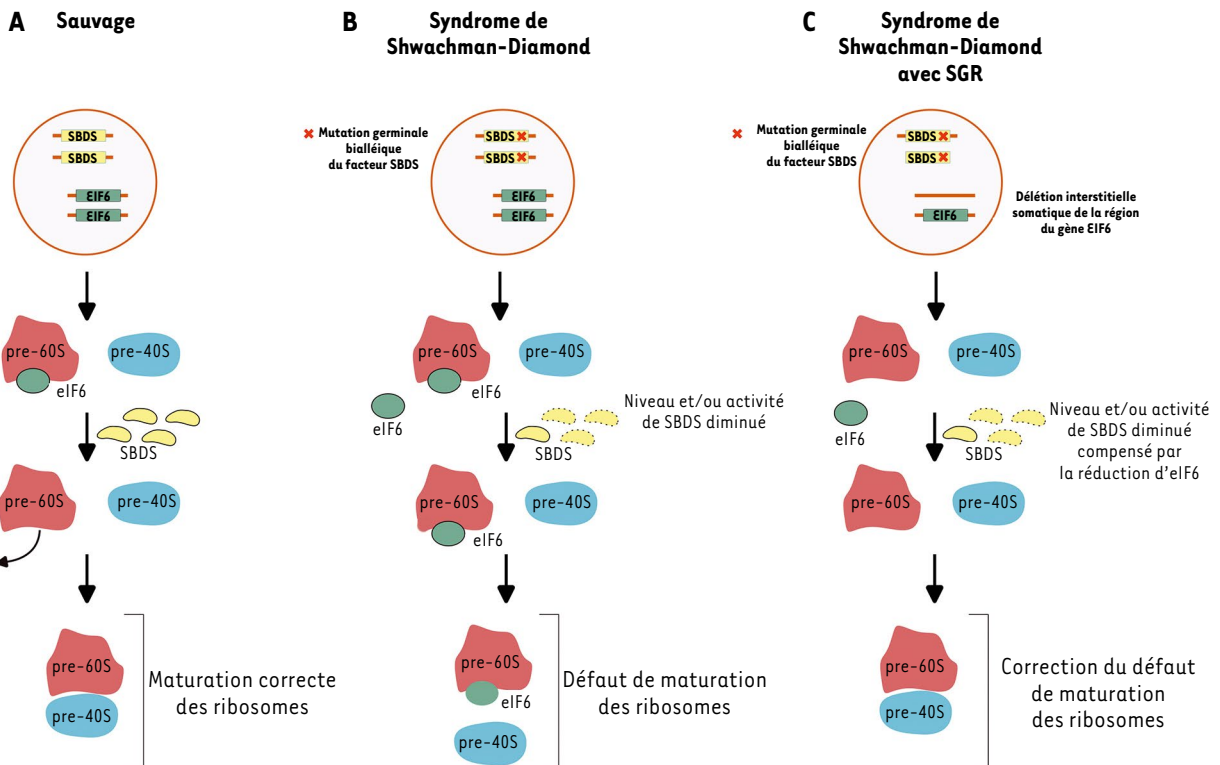 A Sauvage
SBDS
SBDS
EIF6
EIF6
pre-60S
pre-40S
eIF6
SBDS
pre-60S
pre-40S
pre-60S
pre-40S
Maturation correcte
des ribosomes
B Syndrome de
Shwachman-Diamond
Mutation germinale
bialléique
du facteur SBDS
SBDS
SBDS
EIF6
EIF6
pre-60S
pre-40S
eIF6
eIF6
Niveau et/ou activité
de SBDS diminué
SBDS
pre-60S
pre-40S
eIF6
pre-60S
eIF6
pre-40S
Défaut de maturation
des ribosomes
C Syndrome de
Shwachman-Diamond
avec SGR
Mutation germinale
bialléique
du facteur SBDS
SBDS
SBDS
EIF6
Délétion interstitielle
somatique de la région
du gène EIF6
pre-60S
pre-40S
eIF6
SBDS
Niveau et/ou activité
de SBDS diminué
compensé par
la réduction d'eIF6
pre-60S
pre-40S
pre-60S
pre-40S
Correction du défaut
de maturation
des ribosomes